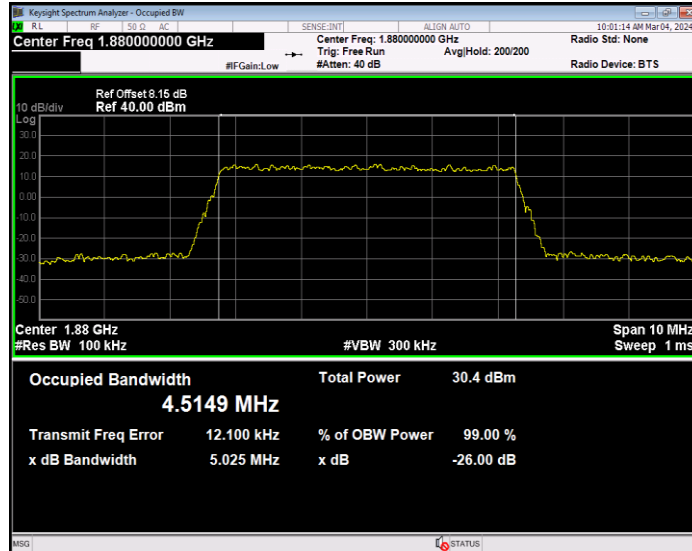 Keysight Spectrum Analyzer - Occupied BW
RL RF 50 Ω AC SENSE:INT ALIGN AUTO 10:01:14 AM Mar 04, 2024
Center Freq 1.880000000 GHz Center Freq: 1.880000000 GHz Radio Std: None
Trig: Free Run Avg|Hold: 200/200
#IFGain:Low #Atten: 40 dB Radio Device: BTS
Ref Offset 8.15 dB
10 dB/div Ref 40.00 dBm
Log
30.0
20.0
10.0
0.00
-10.0
-20.0
-30.0
-40.0
-50.0
Center 1.88 GHz Span 10 MHz
#Res BW 100 kHz #VBW 300 kHz Sweep 1 ms
Occupied Bandwidth Total Power 30.4 dBm
4.5149 MHz
Transmit Freq Error 12.100 kHz % of OBW Power 99.00 %
x dB Bandwidth 5.025 MHz x dB -26.00 dB
MSG STATUS